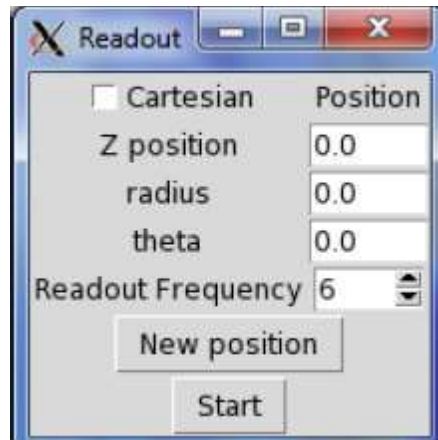 Readout
Cartesian Position
Z position 0.0
radius 0.0
theta 0.0
Readout Frequency 6
New position
Start